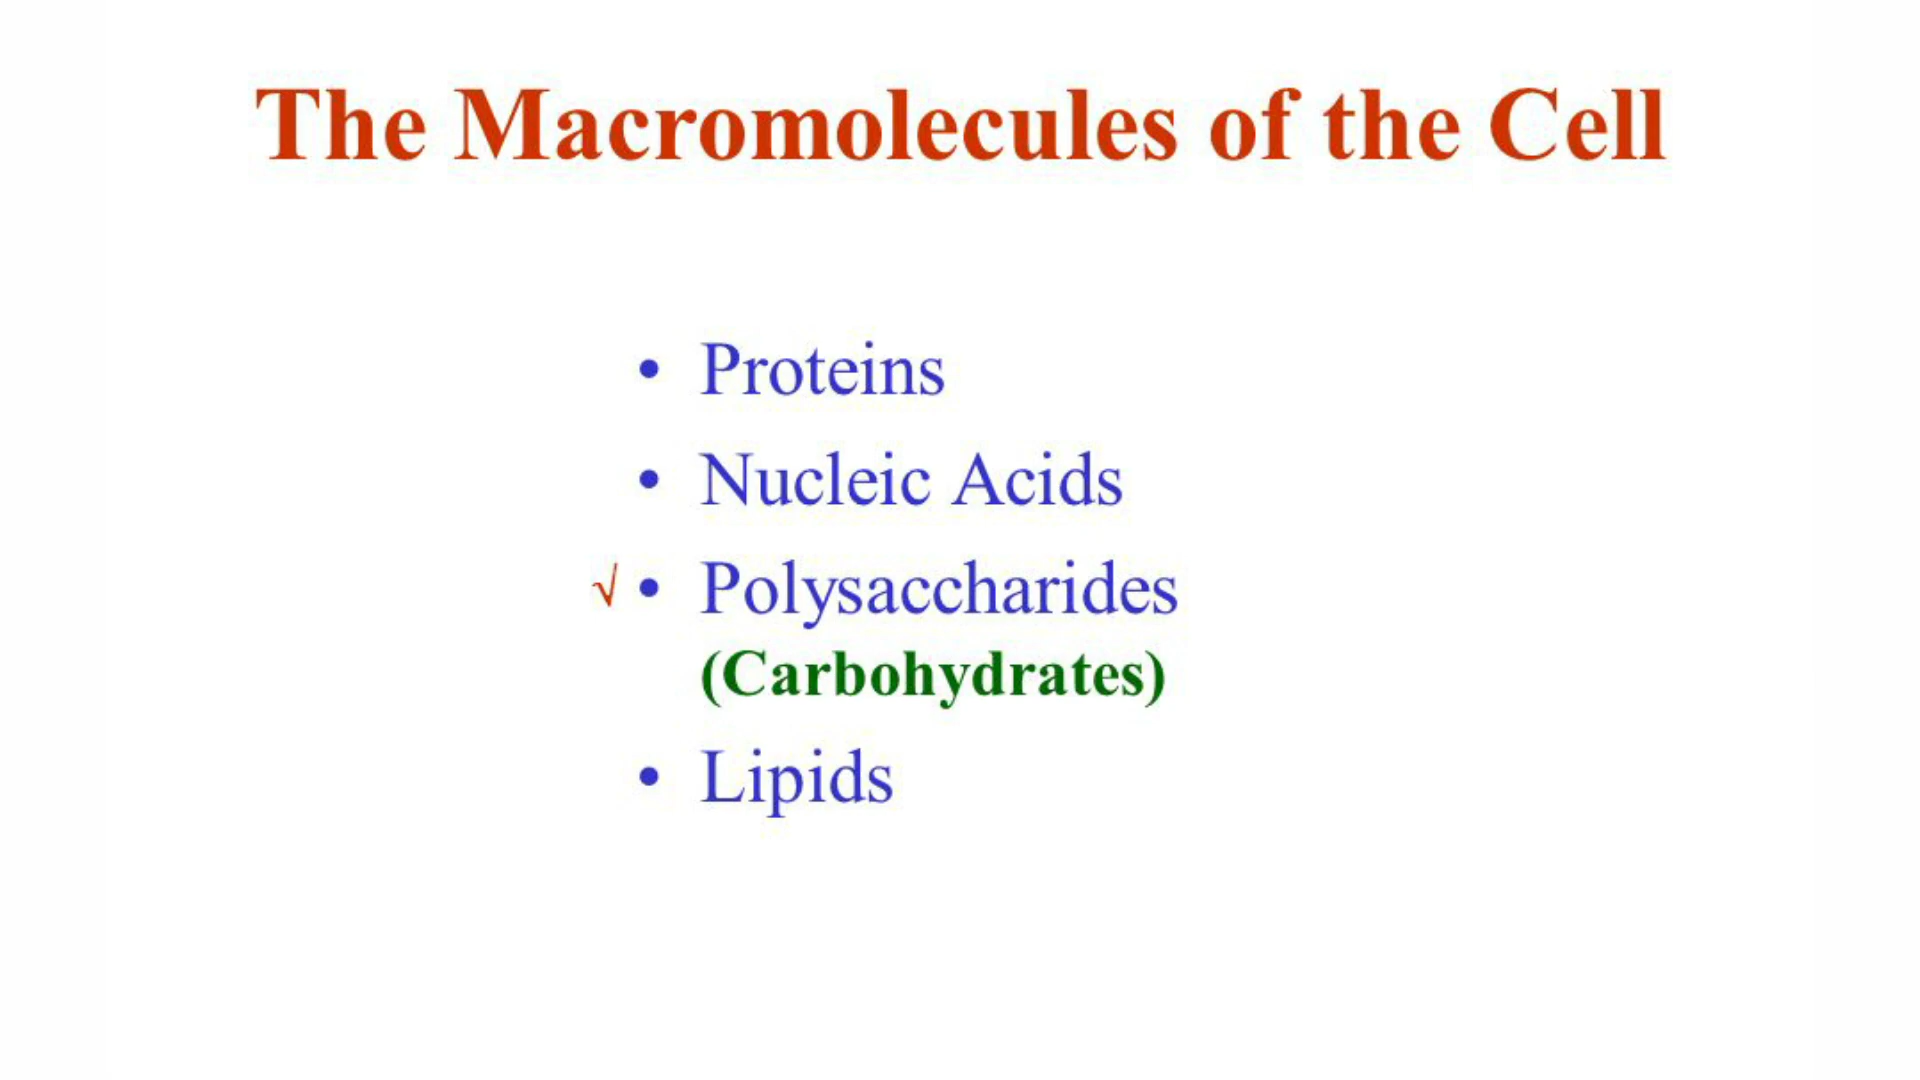 The Macromolecules of the Cell
• Proteins
• Nucleic Acids
√ • Polysaccharides
(Carbohydrates)
• Lipids